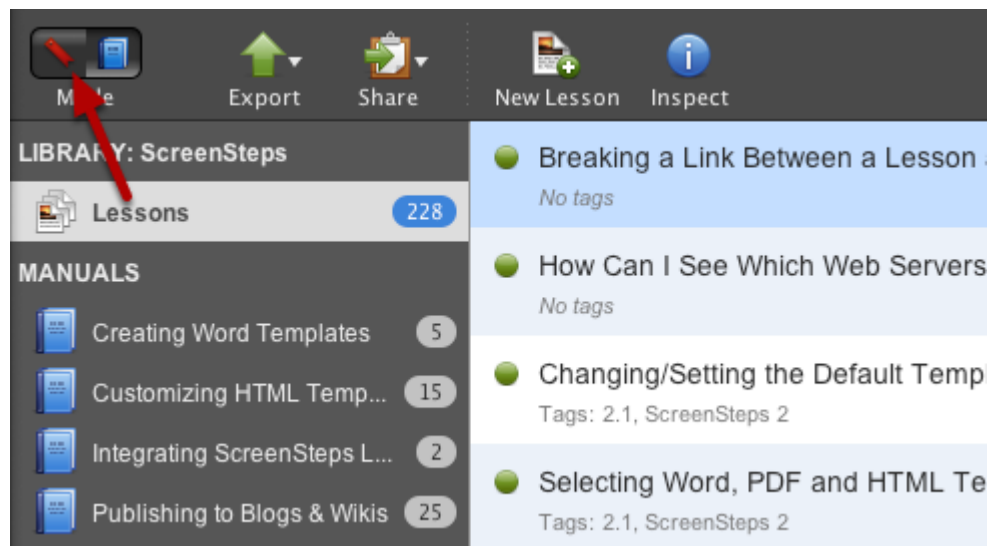 Export
Share
New Lesson
Inspect
LIBRARY: ScreenSteps
Lessons
228
MANUALS
Creating Word Templates
5
Customizing HTML Temp...
15
Integrating ScreenSteps L...
2
Publishing to Blogs & Wikis
25
Breaking a Link Between a Lesson
No tags
How Can I See Which Web Servers
No tags
Changing/Setting the Default Templ
Tags: 2.1, ScreenSteps 2
Selecting Word, PDF and HTML Te
Tags: 2.1, ScreenSteps 2